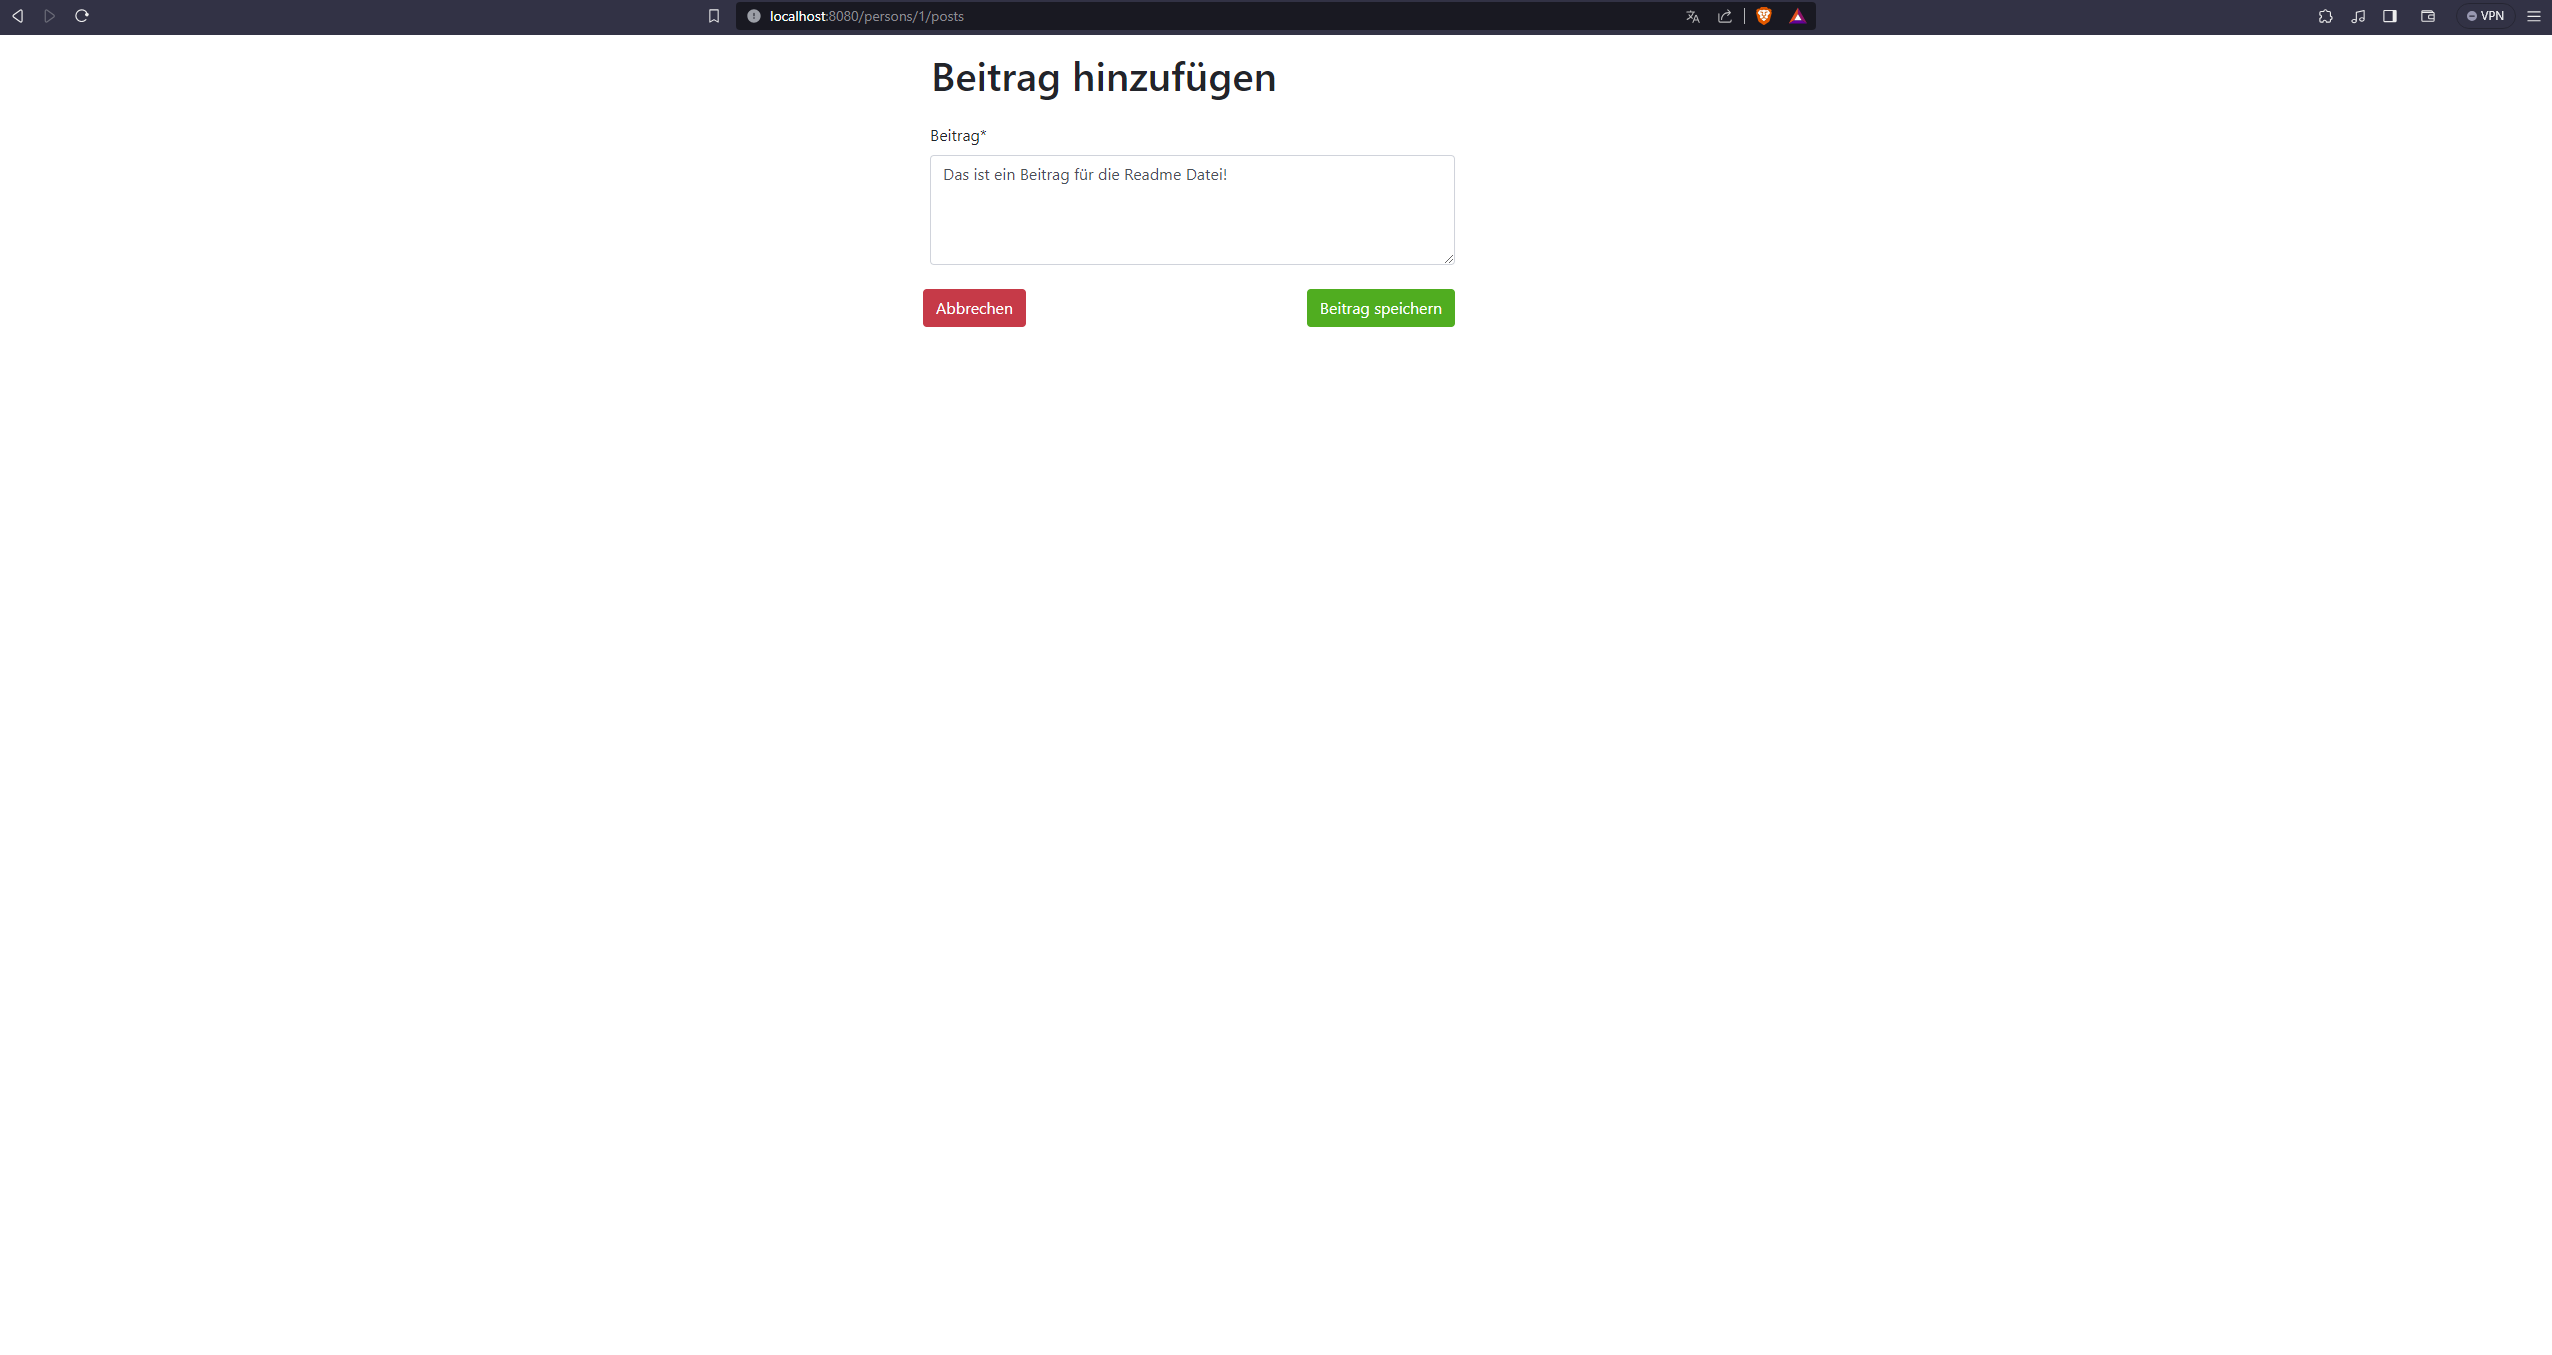 localhost:8080/persons/1/posts
VPN
Beitrag hinzufügen
Beitrag*
Das ist ein Beitrag für die Readme Datei!
Abbrechen
Beitrag speichern